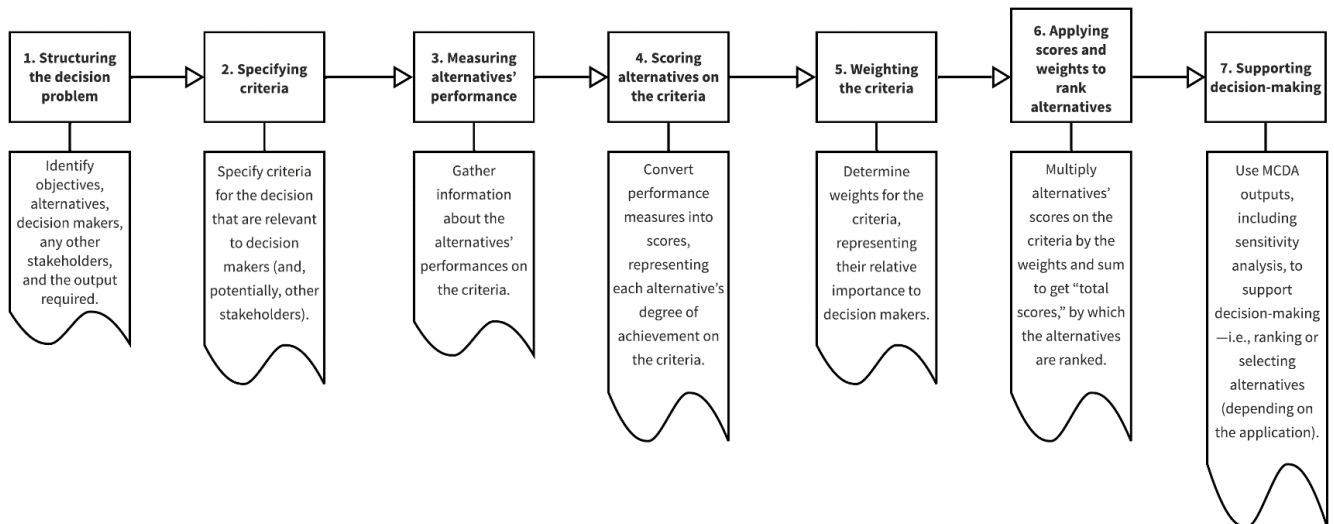 1. Structuring
the decision
problem
2. Specifying
criteria
3. Measuring
alternatives’
performance
4. Scoring
alternatives on
the criteria
5. Weighting
the criteria
6. Applying
scores and
weights to
rank
alternatives
7. Supporting
decision-making
Identify
objectives,
alternatives,
decision makers,
any other
stakeholders,
and the output
required.
Specify criteria
for the decision
that are relevant
to decision
makers (and,
potentially, other
stakeholders).
Gather
information
about the
alternatives’
performances on
the criteria.
Convert
performance
measures into
scores,
representing
each alternative’s
degree of
achievement on
the criteria.
Determine
weights for the
criteria,
representing
their relative
importance to
decision makers.
Multiply
alternatives’
scores on the
criteria by the
weights and sum
to get “total
scores,” by which
the alternatives
are ranked.
Use MCDA
outputs,
including
sensitivity
analysis, to
support
decision-making
—i.e., ranking or
selecting
alternatives
(depending on
the application).